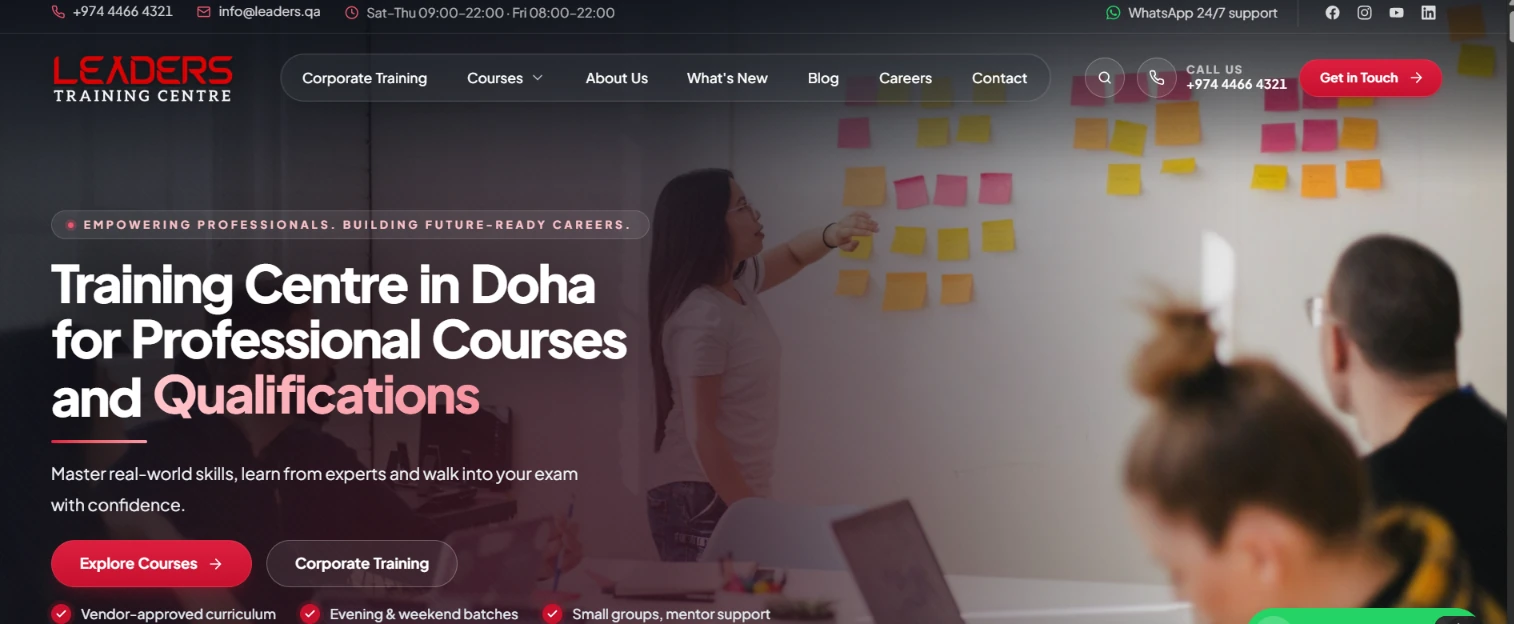 +974 4466 4321
info@leaders.qa
Sat–Thu 09:00–22:00 · Fri 08:00–22:00
WhatsApp 24/7 support
LEADERS
TRAINING CENTRE
Corporate Training
Courses
About Us
What's New
Blog
Careers
Contact
CALL US
+974 4466 4321
Get in Touch
EMPOWERING PROFESSIONALS. BUILDING FUTURE-READY CAREERS.
Training Centre in Doha
for Professional Courses
and Qualifications
Master real-world skills, learn from experts and walk into your exam
with confidence.
Explore Courses
Corporate Training
Vendor-approved curriculum
Evening & weekend batches
Small groups, mentor support